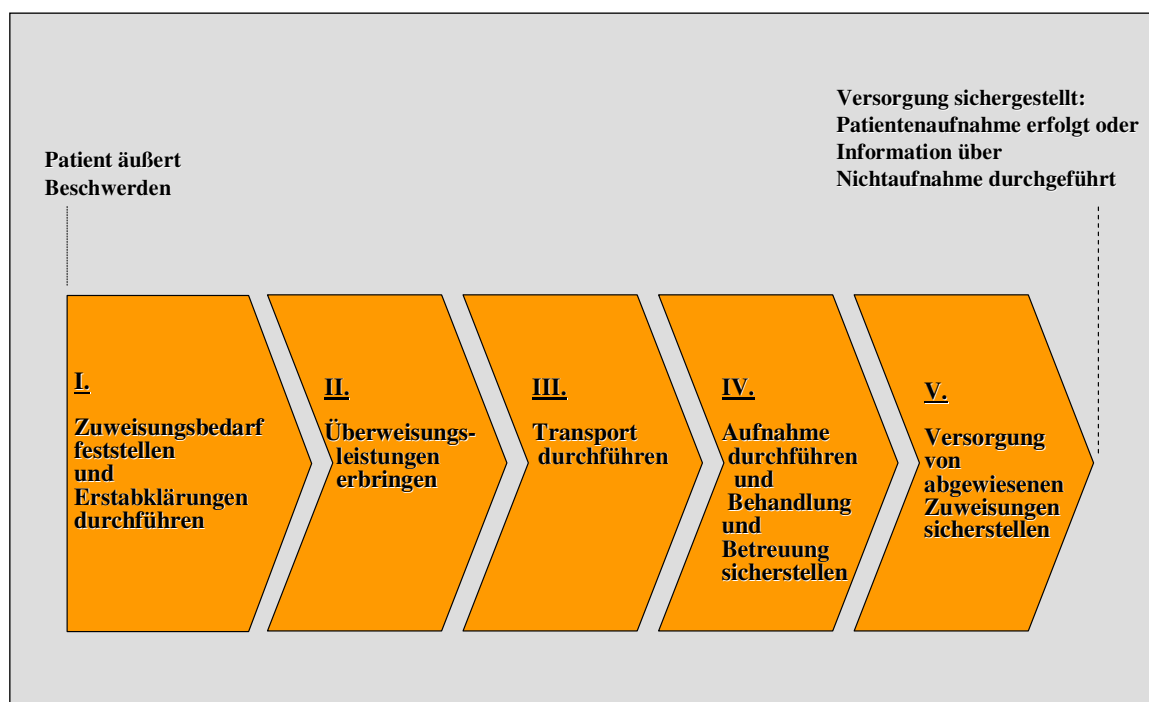 Patient äußert
Beschwerden
Versorgung sichergestellt:
Patientenaufnahme erfolgt oder
Information über
Nichtaufnahme durchgeführt
I.
Zuweisungsbedarf
feststellen
und
Erstabklärungen
durchführen
II.
Überweisungs-
leistungen
erbringen
III.
Transport
durchführen
IV.
Aufnahme
durchführen
und
Behandlung
und
Betreuung
sicherstellen
V.
Versorgung
von
abgewiesenen
Zuweisungen
sicherstellen